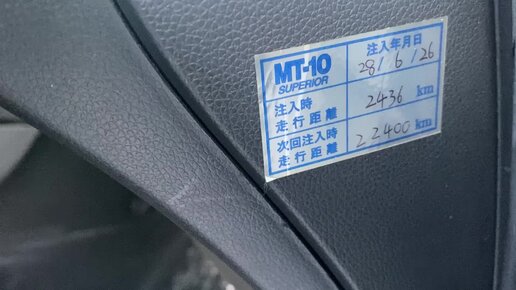 MT-10
SUPERIOR
注入年月日
28/6/26
注入時
走行距離
2436 km
次回注入時
走行距離
22400 km